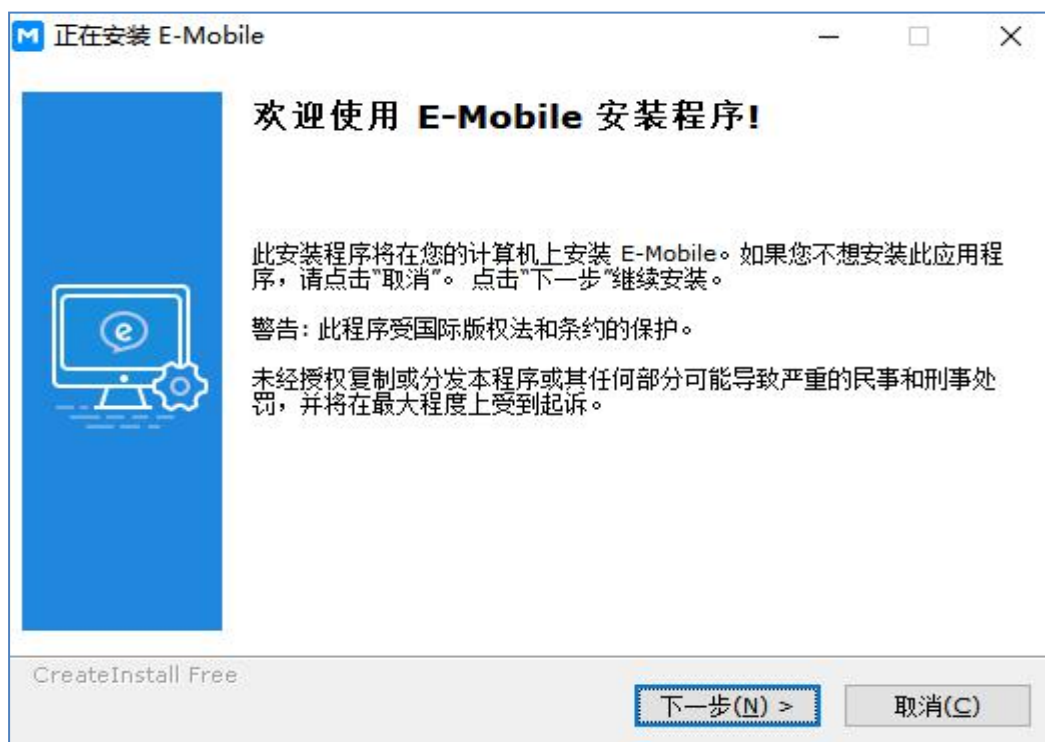 正在安装 E-Mobile
欢迎使用 E-Mobile 安装程序!
此安装程序将在您的计算机上安装 E-Mobile。如果您不想安装此应用程
序，请点击"取消"。 点击"下一步"继续安装。
警告: 此程序受国际版权法和条约的保护。
未经授权复制或分发本程序或其任何部分可能导致严重的民事和刑事处
罚，并将在最大程度上受到起诉。
CreateInstall Free
下一步(N) >
取消(C)